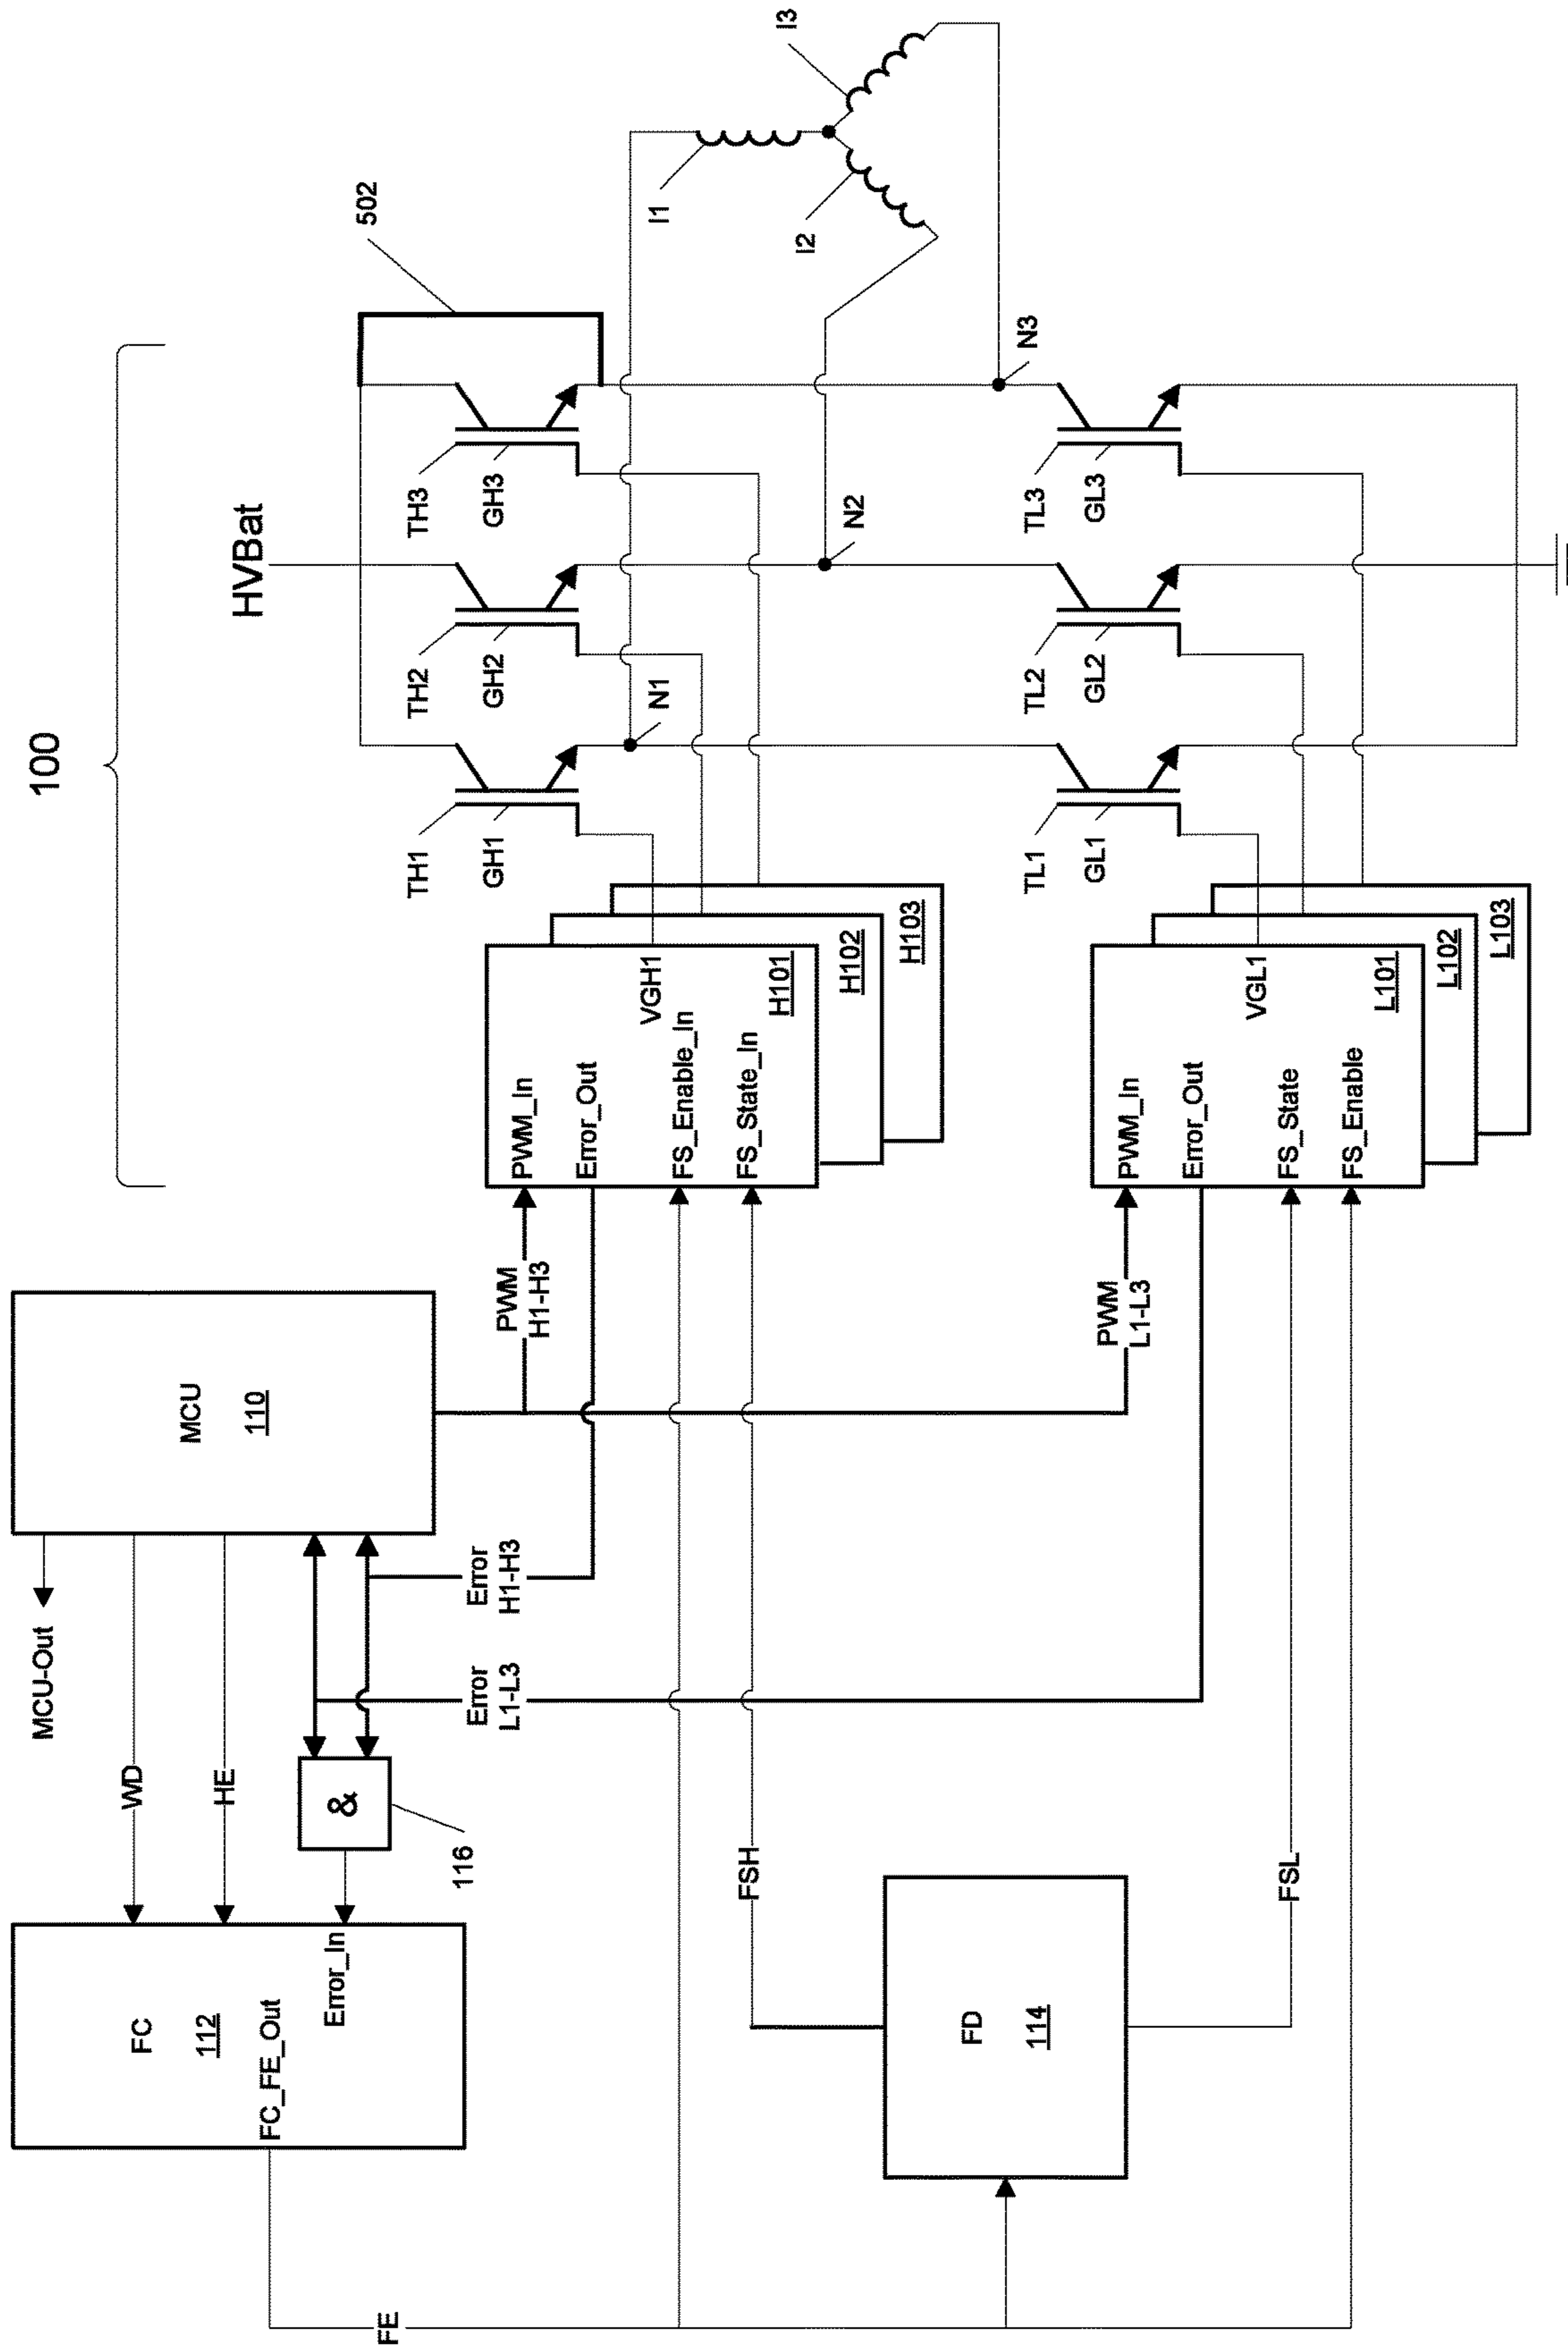 100
HVBat
502
MCU-Out
MCU
110
WD
HE
FC
112
FC_FE_Out
Error_In
&
116
Error
L1-L3
Error
H1-H3
PWM
H1-H3
PWM_In
Error_Out
FS_Enable_In
FS_State_In
VGH1
H101
H102
H103
TH1
GH1
TH2
GH2
TH3
GH3
N1
N2
N3
I1
I2
I3
FE
FD
114
FSH
FSL
PWM
L1-L3
PWM_In
Error_Out
FS_State
FS_Enable
VGL1
L101
L102
L103
TL1
GL1
TL2
GL2
TL3
GL3